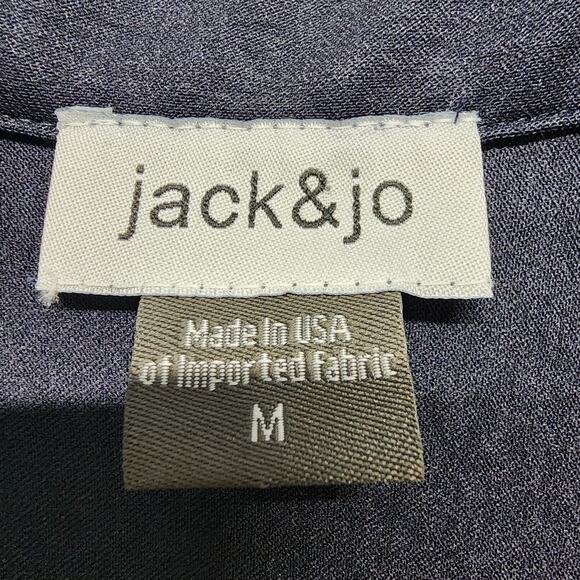 jack&jo
Made In USA
of Imported Fabric
M